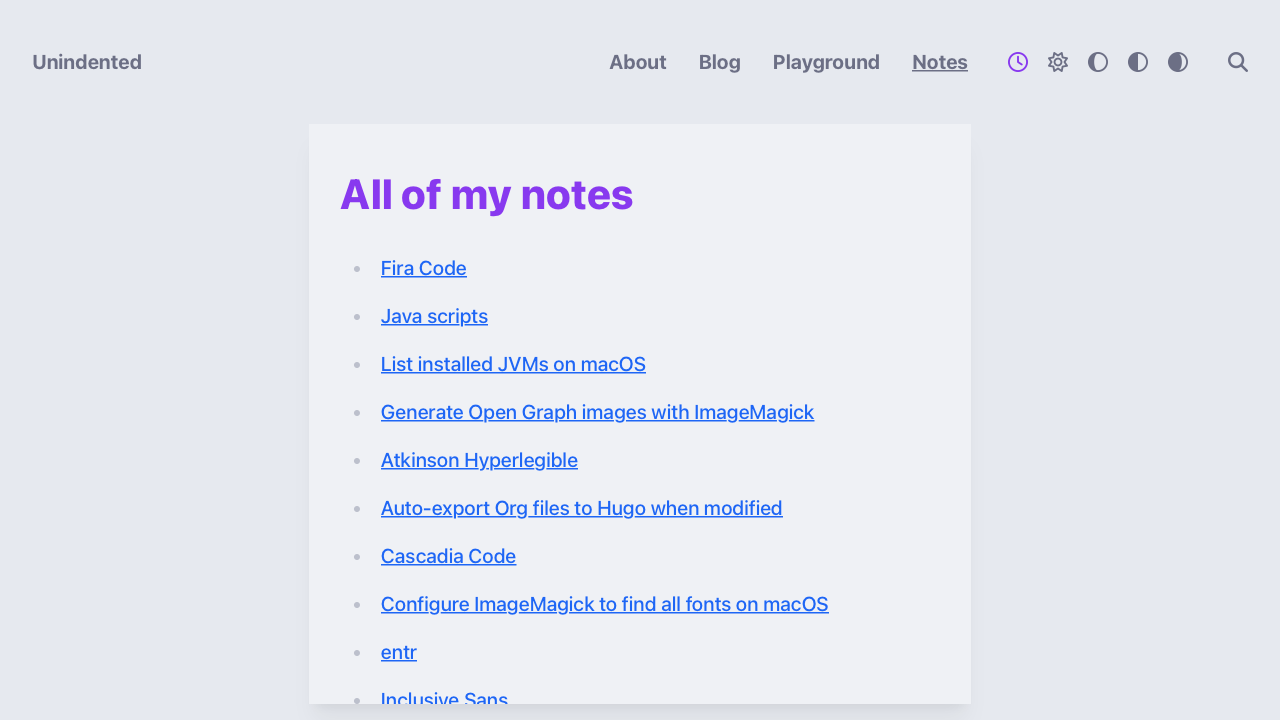 Unindented
About
Blog
Playground
Notes
All of my notes
Fira Code
Java scripts
List installed JVMs on macOS
Generate Open Graph images with ImageMagick
Atkinson Hyperlegible
Auto-export Org files to Hugo when modified
Cascadia Code
Configure ImageMagick to find all fonts on macOS
entr
Inclusive Sans